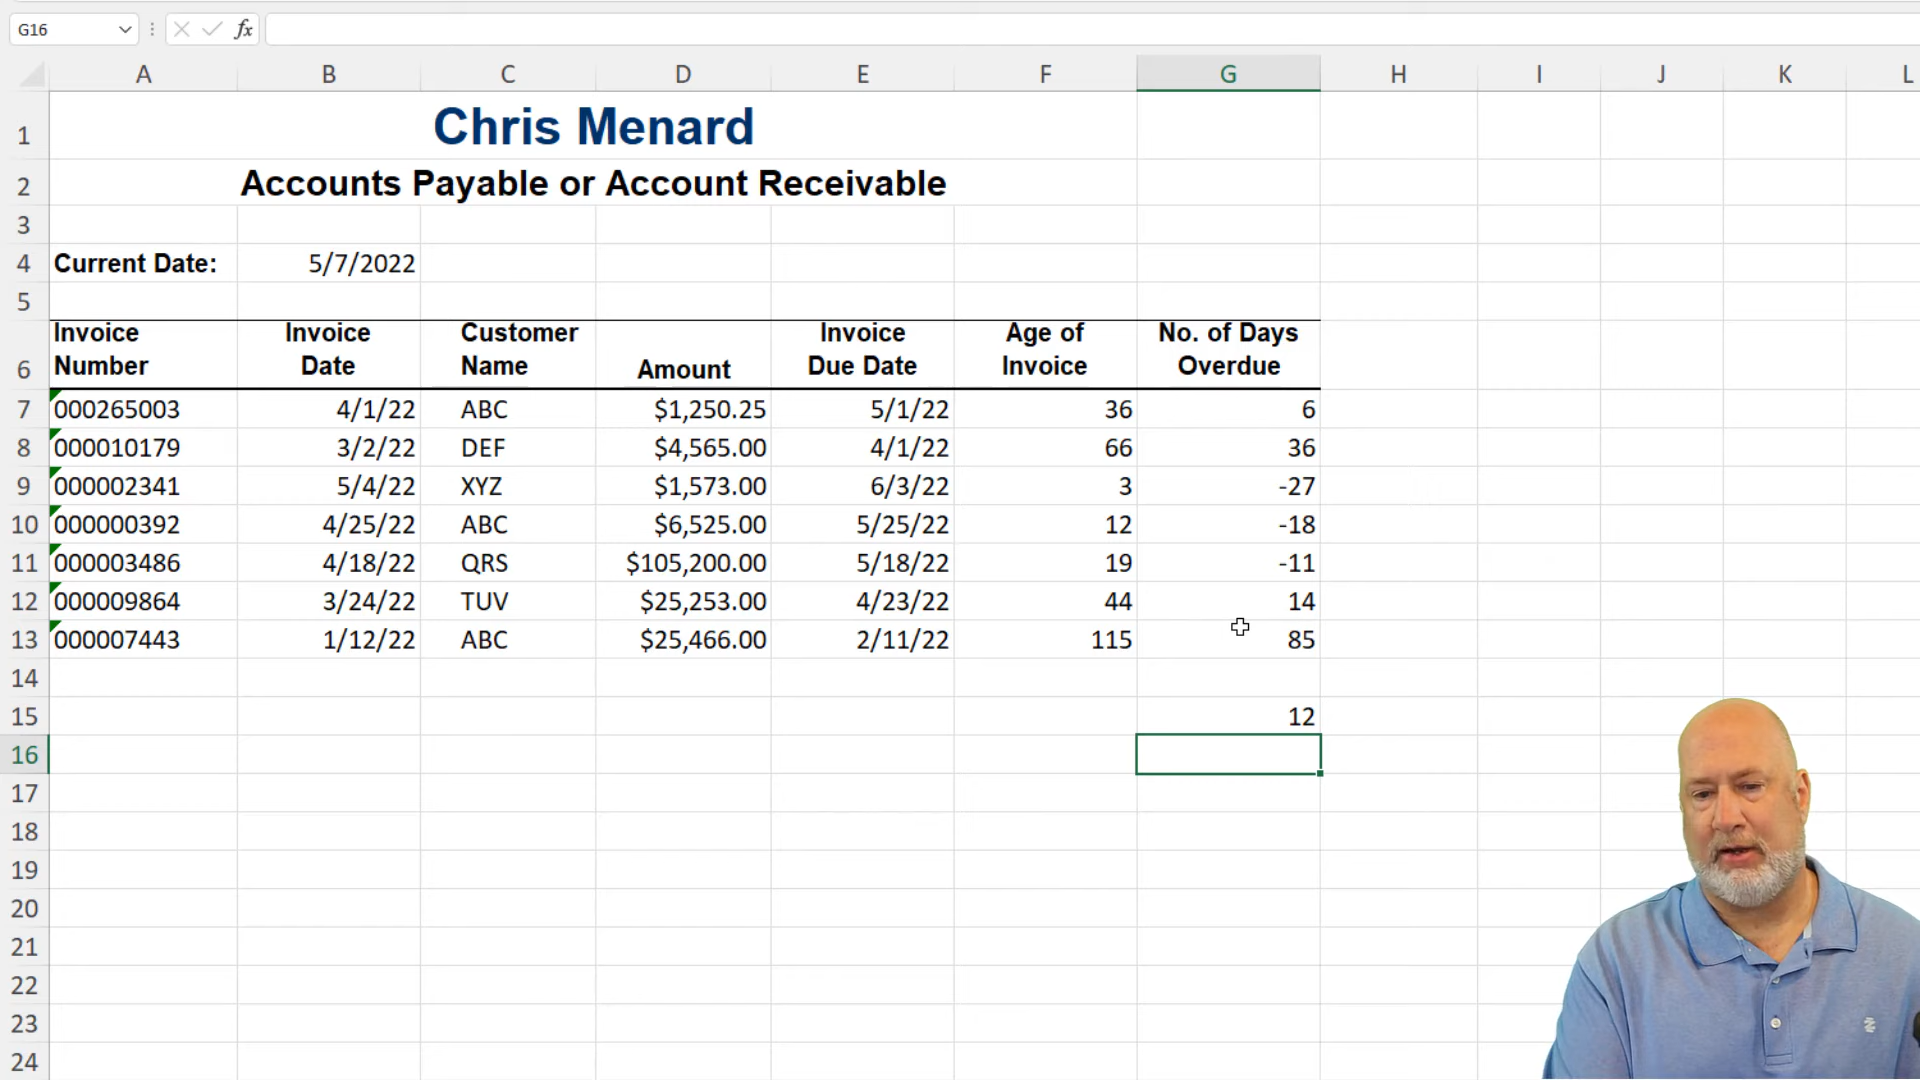 G16 fx
A B C D E F G H I J K L
1 Chris Menard
2 Accounts Payable or Account Receivable
3
4 Current Date: 5/7/2022
5
Invoice Invoice Customer Invoice Age of No. of Days
6 Number Date Name Amount Due Date Invoice Overdue
7 000265003 4/1/22 ABC $1,250.25 5/1/22 36 6
8 000010179 3/2/22 DEF $4,565.00 4/1/22 66 36
9 000002341 5/4/22 XYZ $1,573.00 6/3/22 3 -27
10 000000392 4/25/22 ABC $6,525.00 5/25/22 12 -18
11 000003486 4/18/22 QRS $105,200.00 5/18/22 19 -11
12 000009864 3/24/22 TUV $25,253.00 4/23/22 44 14
13 000007443 1/12/22 ABC $25,466.00 2/11/22 115 85
14
15 12
16
17
18
19
20
21
22
23
24